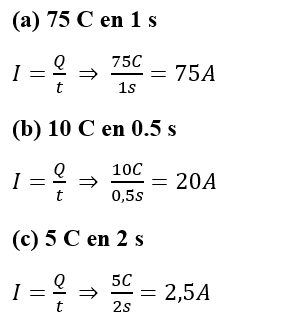 (a) 75 C en 1 s
I = Q/t ⇒ 75C/1s = 75A
(b) 10 C en 0.5 s
I = Q/t ⇒ 10C/0,5s = 20A
(c) 5 C en 2 s
I = Q/t ⇒ 5C/2s = 2,5A